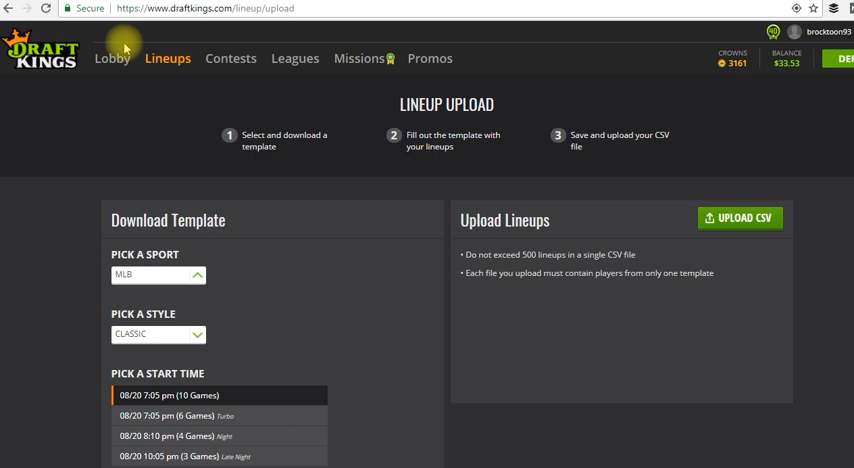 Secure https://www.draftkings.com/lineup/upload
40 brocktoon93
DRAFT
KINGS
Lobby Lineups Contests Leagues Missions Promos
CROWNS
3161
BALANCE
$33.53
DEP
LINEUP UPLOAD
1 Select and download a
template
2 Fill out the template with
your lineups
3 Save and upload your CSV
file
Download Template
PICK A SPORT
MLB
PICK A STYLE
CLASSIC
PICK A START TIME
08/20 7:05 pm (10 Games)
08/20 7:05 pm (6 Games) Turbo
08/20 8:10 pm (4 Games) Night
08/20 10:05 pm (3 Games) Late Night
Upload Lineups
UPLOAD CSV
• Do not exceed 500 lineups in a single CSV file
• Each file you upload must contain players from only one template